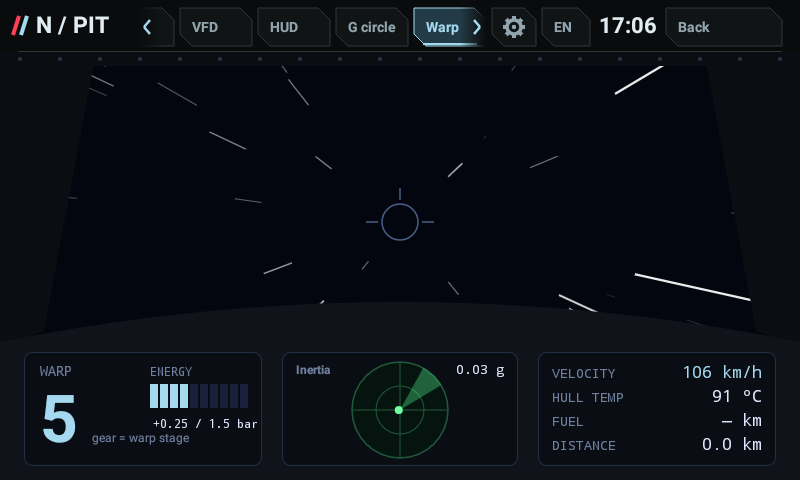 N / PIT
VFD
HUD
G circle
Warp
EN
17:06
Back
WARP
ENERGY
5
+0.25 / 1.5 bar
gear = warp stage
Inertia
0.03 g
VELOCITY 106 km/h
HULL TEMP 91 °C
FUEL — km
DISTANCE 0.0 km